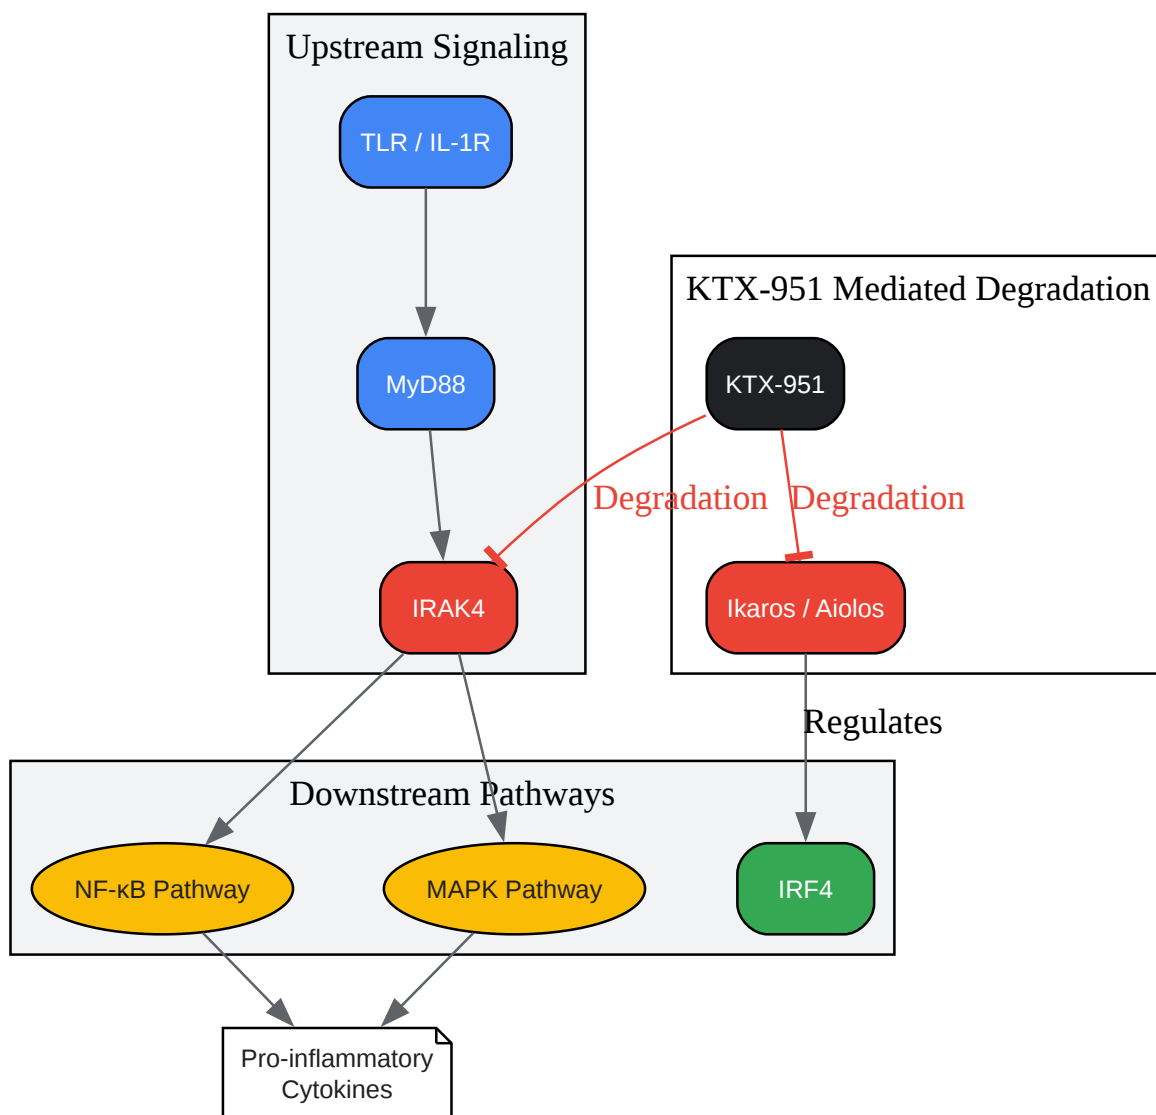 Upstream Signaling
TLR / IL-1R
KTX-951 Mediated Degradation
MyD88
KTX-951
Degradation
Degradation
IRAK4
Ikaros / Aiolos
Regulates
Downstream Pathways
NF-κB Pathway
MAPK Pathway
IRF4
Pro-inflammatory
Cytokines